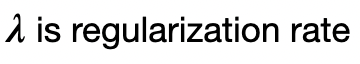 λ is regularization rate